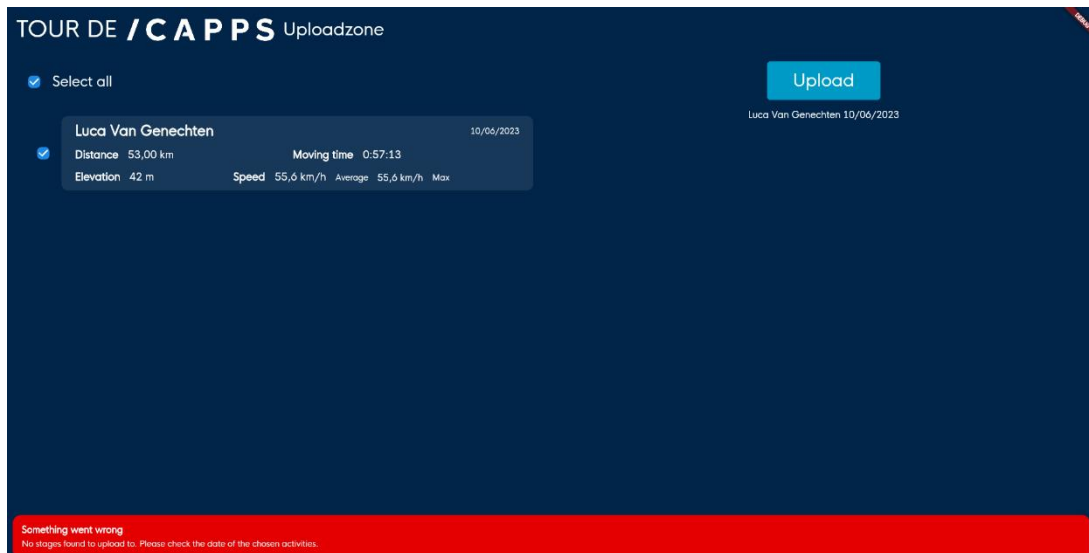 TOUR DE /CAPPS Uploadzone
DEBUG
Select all
Upload
Luca Van Genechten 10/06/2023
Luca Van Genechten 10/06/2023
Distance 53,00 km Moving time 0:57:13
Elevation 42 m Speed 55,6 km/h Average 55,6 km/h Max
Something went wrong
No stages found to upload to. Please check the date of the chosen activities.